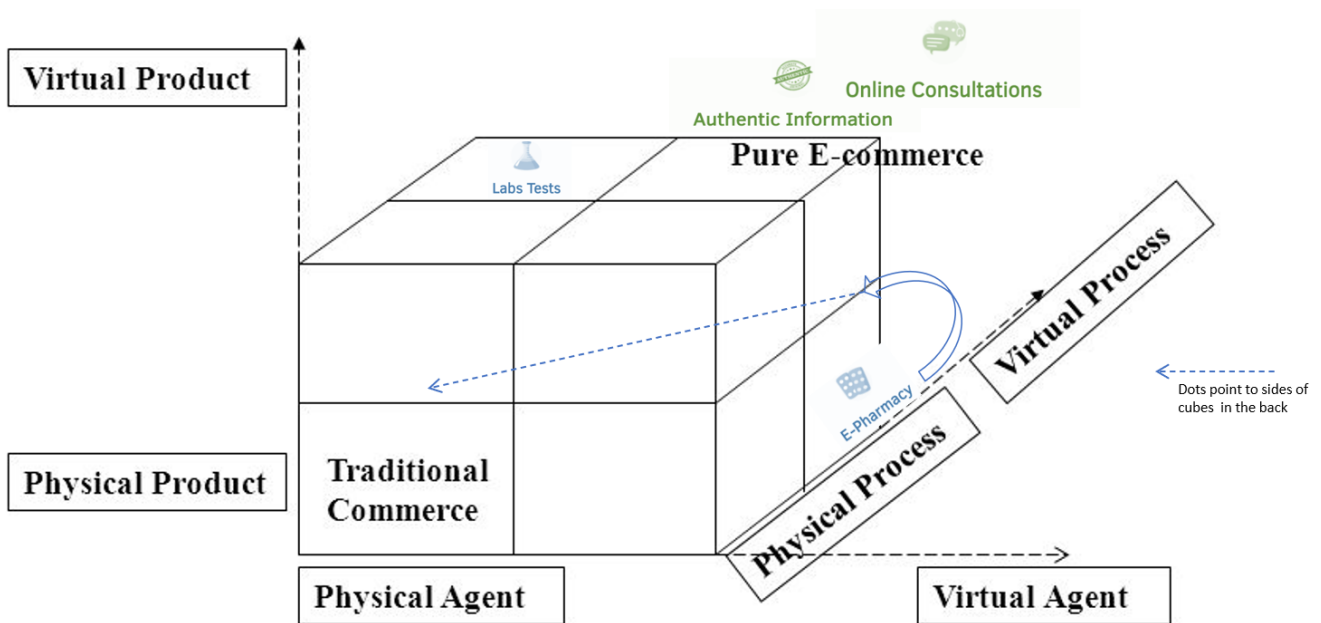 Virtual Product
Online Consultations
AUTHENTIC
Authentic Information
Pure E-commerce
Labs Tests
Virtual Process
E-Pharmacy
Dots point to sides of
cubes in the back
Physical Product
Traditional
Commerce
Physical Process
Physical Agent
Virtual Agent